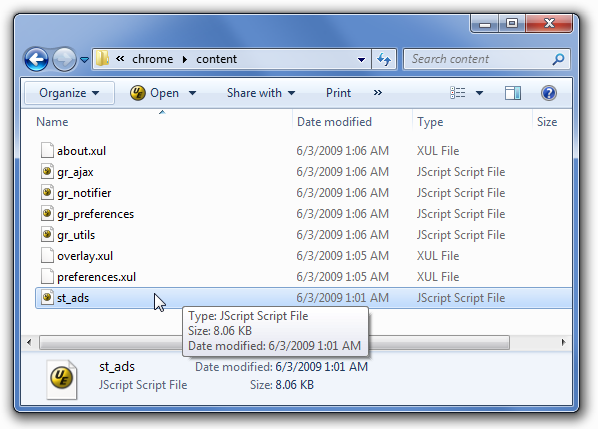 « chrome content
Search content
Organize Open Share with Print »
Name Date modified Type Size
about.xul 6/3/2009 1:06 AM XUL File
gr_ajax 6/3/2009 1:06 AM JScript Script File
gr_notifier 6/3/2009 1:06 AM JScript Script File
gr_preferences 6/3/2009 1:06 AM JScript Script File
gr_utils 6/3/2009 1:06 AM JScript Script File
overlay.xul 6/3/2009 1:05 AM XUL File
preferences.xul 6/3/2009 1:05 AM XUL File
st_ads 6/3/2009 1:01 AM JScript Script File
Type: JScript Script File
Size: 8.06 KB
Date modified: 6/3/2009 1:01 AM
st_ads Date modified: 6/3/2009 1:01 AM
JScript Script File Size: 8.06 KB